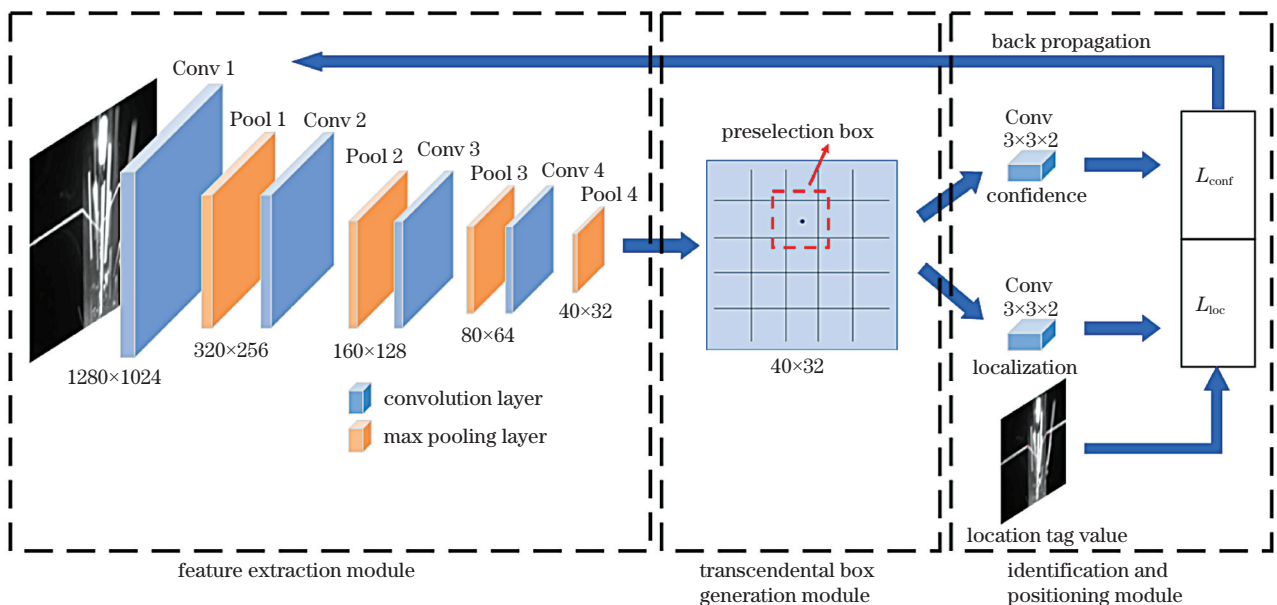 back propagation
Conv 1
Pool 1
Conv 2
Pool 2
Conv 3
Pool 3
Conv 4
Pool 4
1280×1024
320×256
160×128
80×64
40×32
convolution layer
max pooling layer
feature extraction module
preselection box
40×32
transcendental box
generation module
Conv
3×3×2
confidence
Conv
3×3×2
localization
L_conf
L_loc
location tag value
identification and
positioning module